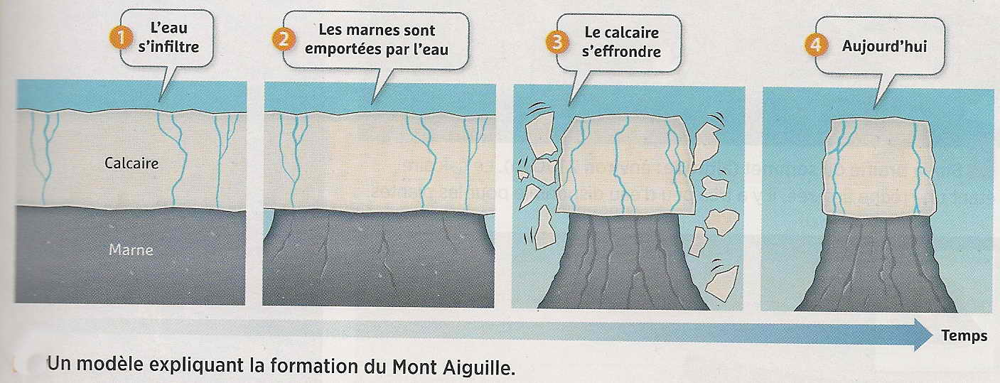 1
L'eau
s'infiltre
2
Les marnes sont
emportées par l'eau
3
Le calcaire
s'effrondre
4
Aujourd'hui
Calcaire
Marne
Temps
Un modèle expliquant la formation du Mont Aiguille.